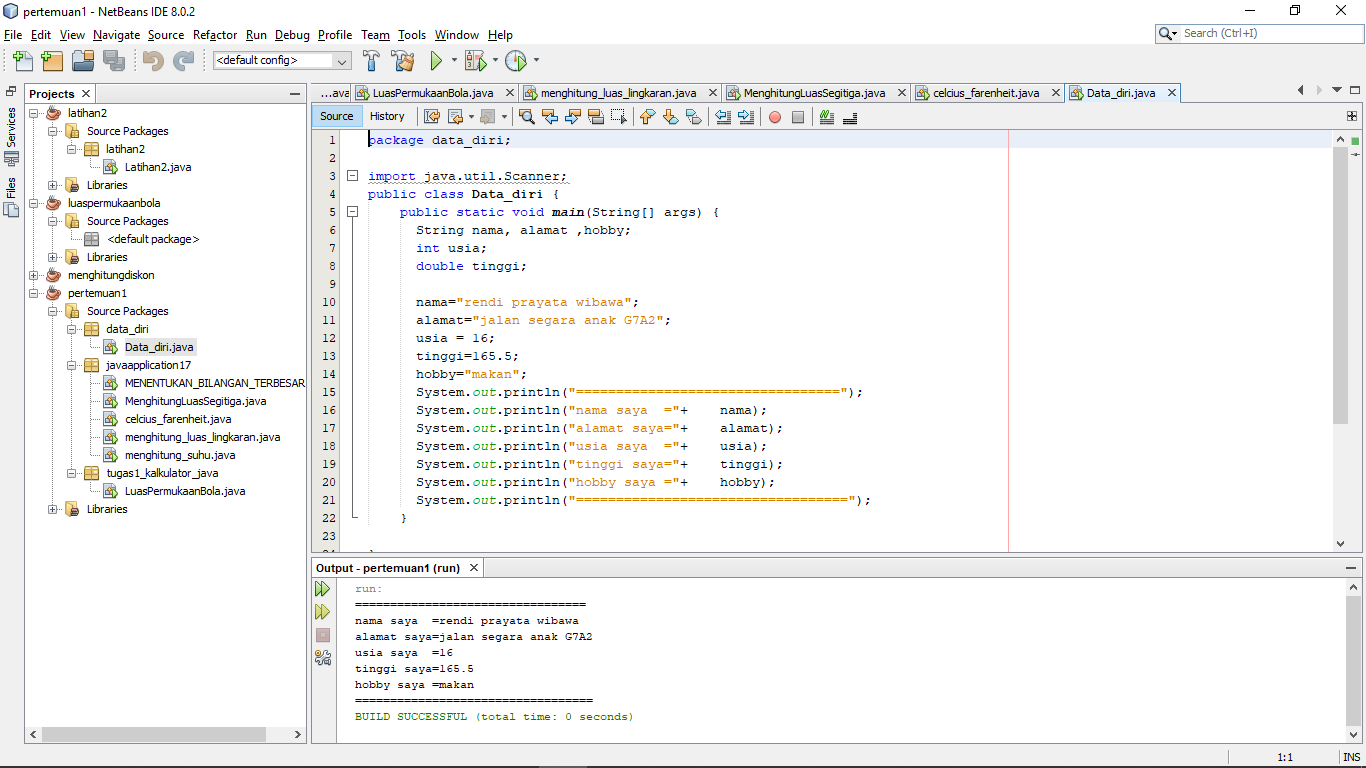 pertemuan1 - NetBeans IDE 8.0.2
File Edit View Navigate Source Refactor Run Debug Profile Team Tools Window Help
Search (Ctrl+I)
<default config>
Services
Files
Projects
latihan2
Source Packages
latihan2
Latihan2.java
Libraries
luaspermukaanbola
Source Packages
<default package>
Libraries
menghitungdiskon
pertemuan1
Source Packages
data_diri
Data_diri.java
javaapplication17
MENENTUKAN_BILANGAN_TERBESAR
MenghitungLuasSegitiga.java
celcius_farenheit.java
menghitung_luas_lingkaran.java
menghitung_suhu.java
tugas1_kalkulator_java
LuasPermukaanBola.java
Libraries
...ava LuasPermukaanBola.java menghitung_luas_lingkaran.java MenghitungLuasSegitiga.java celcius_farenheit.java Data_diri.java
Source History
1 package data_diri;
2
3 import java.util.Scanner;
4 public class Data_diri {
5 public static void main(String[] args) {
6 String nama, alamat ,hobby;
7 int usia;
8 double tinggi;
9
10 nama="rendi prayata wibawa";
11 alamat="jalan segara anak G7A2";
12 usia = 16;
13 tinggi=165.5;
14 hobby="makan";
15 System.out.println("=================================");
16 System.out.println("nama saya  ="+    nama);
17 System.out.println("alamat saya="+    alamat);
18 System.out.println("usia saya  ="+    usia);
19 System.out.println("tinggi saya="+    tinggi);
20 System.out.println("hobby saya ="+    hobby);
21 System.out.println("==================================");
22 }
23
Output - pertemuan1 (run)
run:
=================================
nama saya  =rendi prayata wibawa
alamat saya=jalan segara anak G7A2
usia saya  =16
tinggi saya=165.5
hobby saya =makan
==================================
BUILD SUCCESSFUL (total time: 0 seconds)
1:1 INS